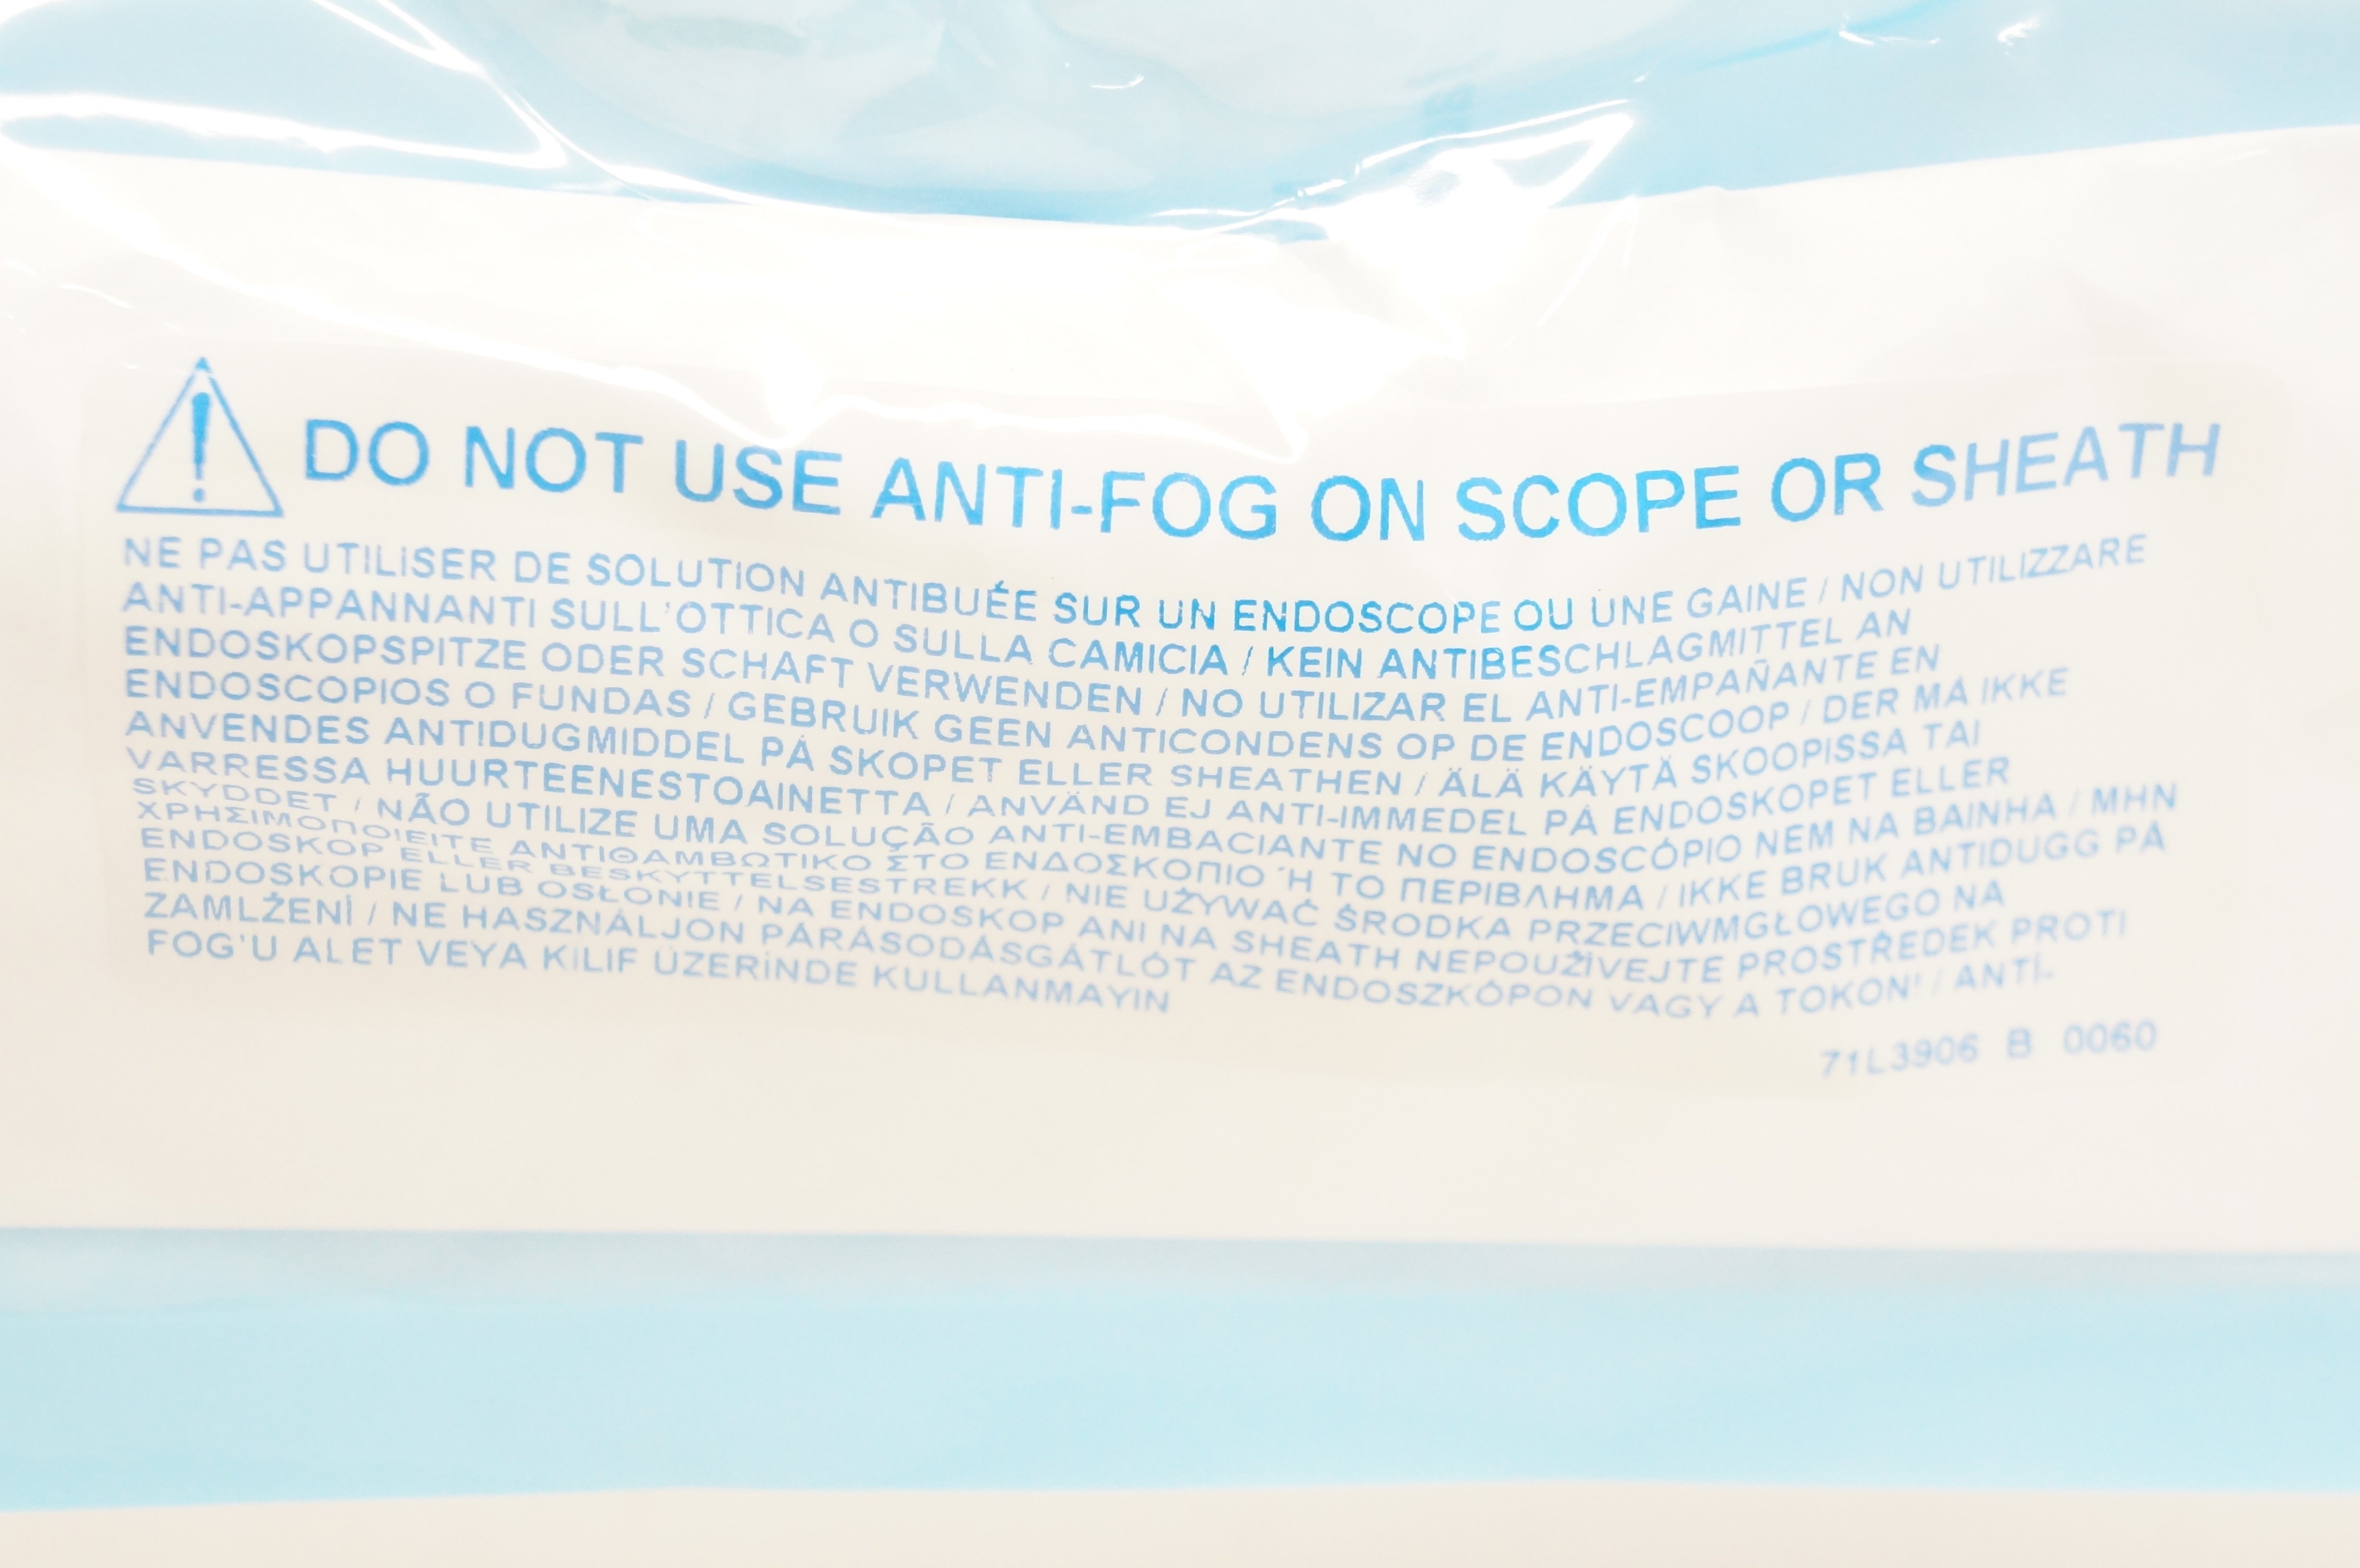 DO NOT USE ANTI-FOG ON SCOPE OR SHEATH
NE PAS UTILISER DE SOLUTION ANTIBUÉE SUR UN ENDOSCOPE OU UNE GAINE / NON UTILIZZARE
ANTI-APPANNANTI SULL'OTTICA O SULLA CAMICIA / KEIN ANTIBESCHLAGMITTEL AN
ENDOSKOPSPITZE ODER SCHAFT VERWENDEN / NO UTILIZAR EL ANTI-EMPAÑANTE EN
ENDOSCOPIOS O FUNDAS / GEBRUIK GEEN ANTICONDENS OP DE ENDOSCOOP / DER MÅ IKKE
ANVENDES ANTIDUGMIDDEL PÅ SKOPET ELLER SHEATHEN / ÄLÄ KÄYTÄ SKOOPISSA TAI
VARRESSA HUURTEENESTOAINETTA / ANVÄND EJ ANTI-IMMEDEL PÅ ENDOSKOPET ELLER
SKYDDET / NÃO UTILIZE UMA SOLUÇÃO ANTI-EMBACIANTE NO ENDOSCÓPIO NEM NA BAINHA / ΜΗΝ
ΧΡΗΣΙΜΟΠΟΙΕΙΤΕ ΑΝΤΙΘΑΜΒΩΤΙΚΟ ΣΤΟ ΕΝΔΟΣΚΟΠΙΟ Ή ΤΟ ΠΕΡΙΒΛΗΜΑ / IKKE BRUK ANTIDUGG PÅ
ENDOSKOP ELLER BESKYTTELSESTREKK / NIE UŻYWAĆ ŚRODKA PRZECIWMGŁOWEGO NA
ENDOSKOPIE LUB OSŁONIE / NA ENDOSKOP ANI NA SHEATH NEPOUŽÍVEJTE PROSTŘEDEK PROTI
ZAMLŽENÍ / NE HASZNÁLJON PÁRÁSODÁSGÁTLÓT AZ ENDOSZKÓPON VAGY A TOKON! / ANTİ-
FOG'U ALET VEYA KILIF ÜZERİNDE KULLANMAYIN
71L3906 B 0060